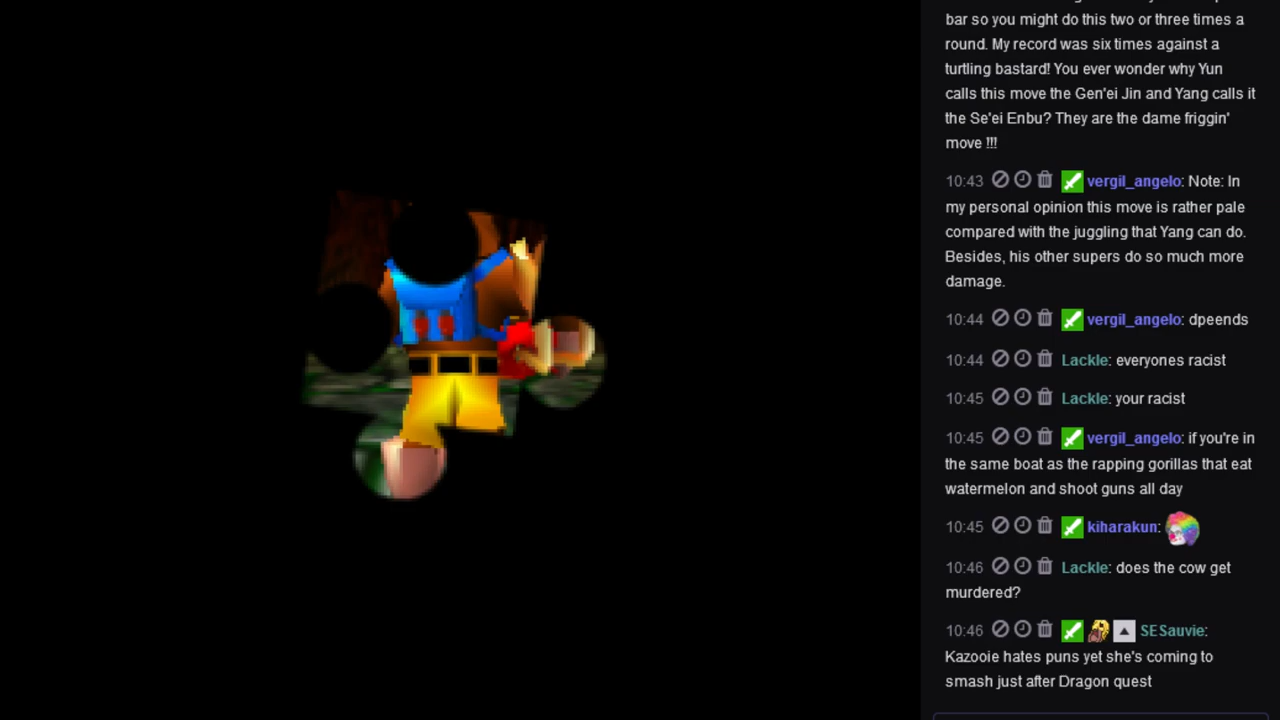 bar so you might do this two or three times a
round. My record was six times against a
turtling bastard! You ever wonder why Yun
calls this move the Gen'ei Jin and Yang calls it
the Se'ei Enbu? They are the dame friggin'
move !!!
10:43 vergil_angelo: Note: In
my personal opinion this move is rather pale
compared with the juggling that Yang can do.
Besides, his other supers do so much more
damage.
10:44 vergil_angelo: dpeends
10:44 Lackle: everyones racist
10:45 Lackle: your racist
10:45 vergil_angelo: if you're in
the same boat as the rapping gorillas that eat
watermelon and shoot guns all day
10:45 kiharakun:
10:46 Lackle: does the cow get
murdered?
10:46 SESauvie:
Kazooie hates puns yet she's coming to
smash just after Dragon quest